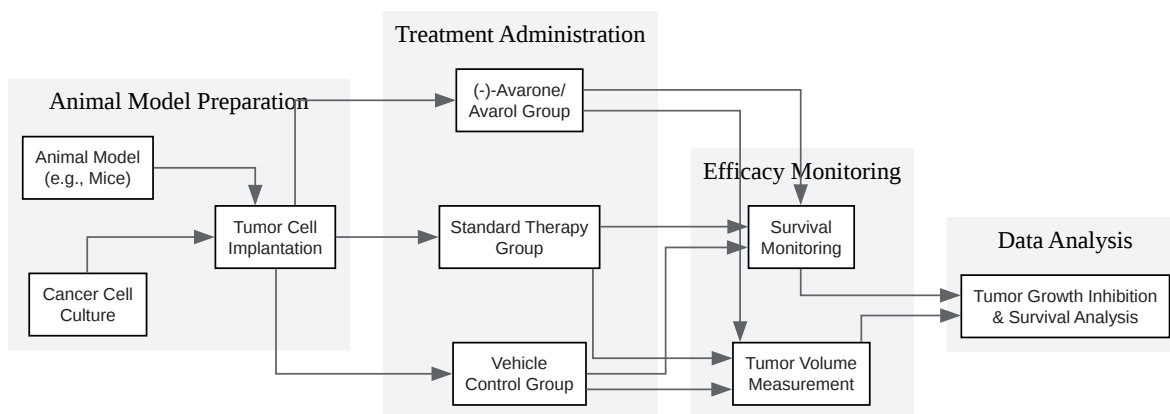 Animal Model Preparation
Animal Model
(e.g., Mice)
Cancer Cell
Culture
Tumor Cell
Implantation
Treatment Administration
(-)-Avarone/
Avarol Group
Standard Therapy
Group
Vehicle
Control Group
Efficacy Monitoring
Survival
Monitoring
Tumor Volume
Measurement
Data Analysis
Tumor Growth Inhibition
& Survival Analysis